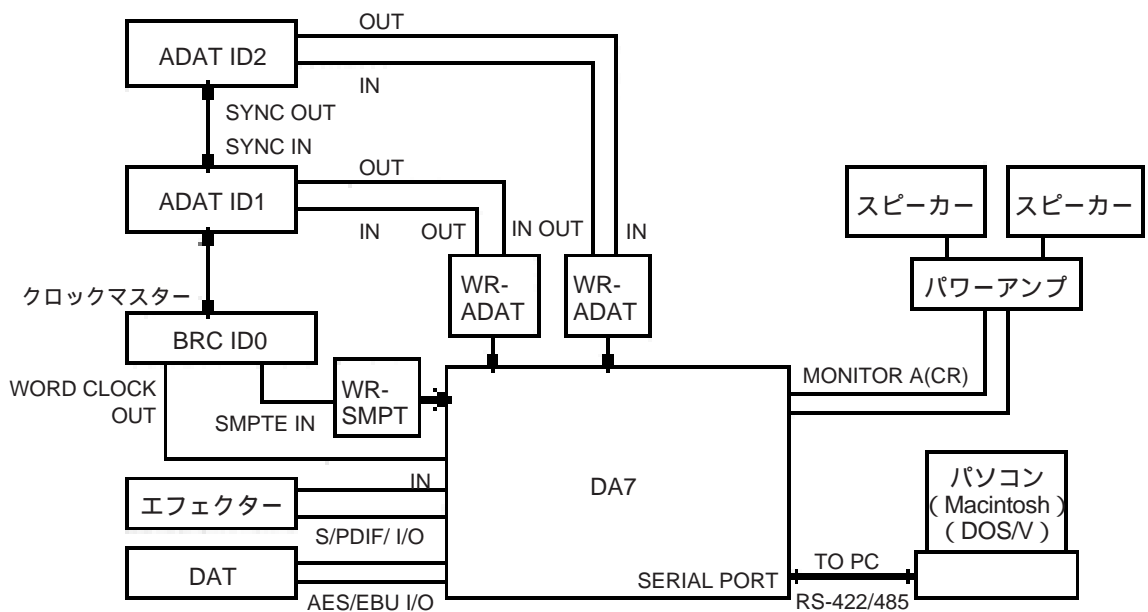 OUT
ADAT ID2
IN
SYNC OUT
SYNC IN
OUT
ADAT ID1
IN
OUT
IN OUT
IN
スピーカー
スピーカー
WR-
ADAT
WR-
ADAT
パワーアンプ
クロックマスター
BRC ID0
WORD CLOCK
OUT
SMPTE IN
WR-
SMPT
MONITOR A(CR)
IN
エフェクター
S/PDIF/ I/O
DA7
パソコン
( Macintosh )
( DOS/V )
DAT
AES/EBU I/O
SERIAL PORT
TO PC
RS-422/485